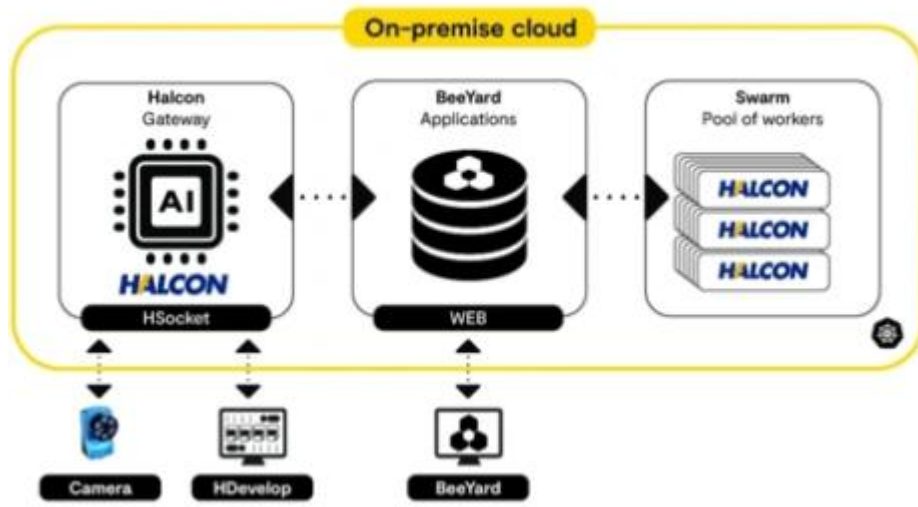 On-premise cloud
Halcon
Gateway
AI
HALCON
HSocket
BeeYard
Applications
WEB
Swarm
Pool of workers
HALCON
HALCON
HALCON
Camera
HDevelop
BeeYard